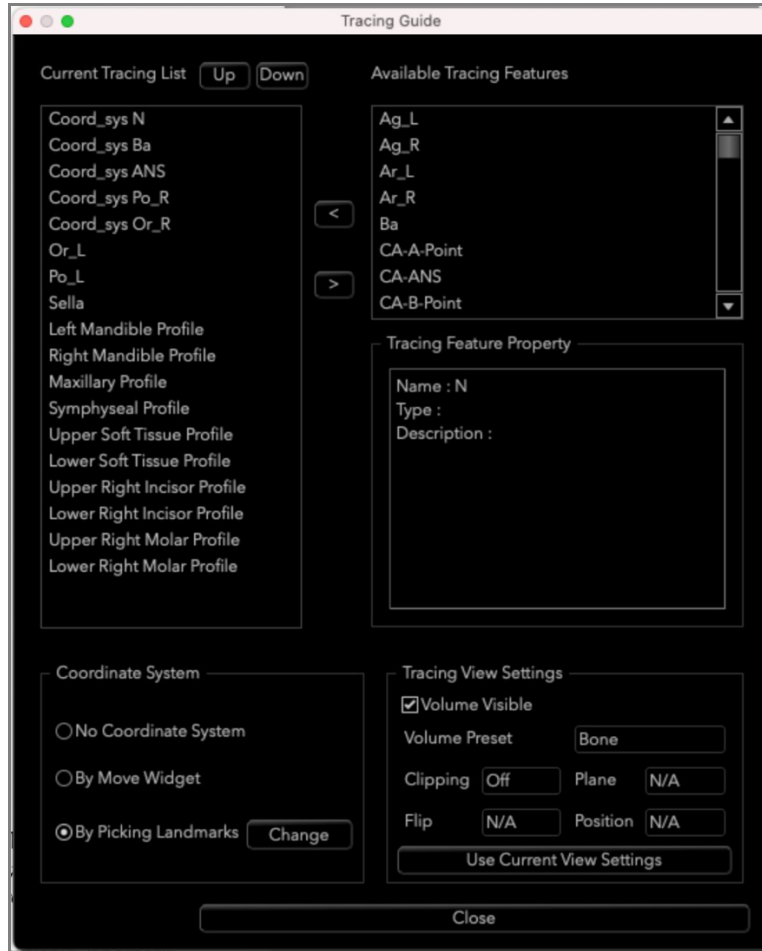 Tracing Guide
Current Tracing List
Up
Down
Coord_sys N
Coord_sys Ba
Coord_sys ANS
Coord_sys Po_R
Coord_sys Or_R
Or_L
Po_L
Sella
Left Mandible Profile
Right Mandible Profile
Maxillary Profile
Symphyseal Profile
Upper Soft Tissue Profile
Lower Soft Tissue Profile
Upper Right Incisor Profile
Lower Right Incisor Profile
Upper Right Molar Profile
Lower Right Molar Profile
<
>
Available Tracing Features
Ag_L
Ag_R
Ar_L
Ar_R
Ba
CA-A-Point
CA-ANS
CA-B-Point
Tracing Feature Property
Name : N
Type :
Description :
Coordinate System
No Coordinate System
By Move Widget
By Picking Landmarks
Change
Tracing View Settings
Volume Visible
Volume Preset Bone
Clipping Off Plane N/A
Flip N/A Position N/A
Use Current View Settings
Close